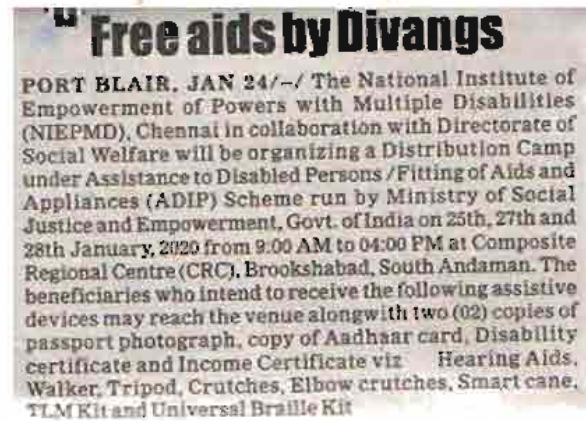 Free aids by Divangs
PORT BLAIR, JAN 24/--/ The National Institute of
Empowerment of Powers with Multiple Disabilities
(NIEPMD), Chennai in collaboration with Directorate of
Social Welfare will be organizing a Distribution Camp
under Assistance to Disabled Persons /Fitting of Aids and
Appliances (ADIP) Scheme run by Ministry of Social
Justice and Empowerment, Govt. of India on 25th, 27th and
28th January, 2020 from 9:00 AM to 04:00 PM at Composite
Regional Centre (CRC), Brookshabad, South Andaman. The
beneficiaries who intend to receive the following assistive
devices may reach the venue alongwith two (02) copies of
passport photograph, copy of Aadhaar card, Disability
certificate and Income Certificate viz Hearing Aids,
Walker, Tripod, Crutches, Elbow crutches, Smart cane,
TLM Kit and Universal Braille Kit